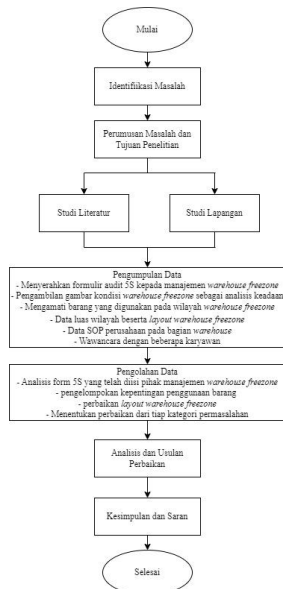 Mulai
Identifiikasi Masalah
Perumusan Masalah dan
Tujuan Penelitian
Studi Literatur
Studi Lapangan
Pengumpulan Data
- Menyerahkan formulir audit 5S kepada manajemen warehouse freezone
- Pengambilan gambar kondisi warehouse freezone sebagai analisis keadaan
- Mengamati barang yang digunakan pada wilayah warehouse freezone
- Data luas wilayah beserta layout warehouse freezone
- Data SOP perusahaan pada bagian warehouse
- Wawancara dengan beberapa karyawan
Pengolahan Data
- Analisis form 5S yang telah diisi pihak manajemen warehouse freezone
- pengelompokn kepentingan penggunaan barang
- perbaikan layout warehouse freezone
- Menentukan perbaikan dari tiap kategori permasalahan
Analisis dan Usulan
Perbaikan
Kesimpulan dan Saran
Selesai